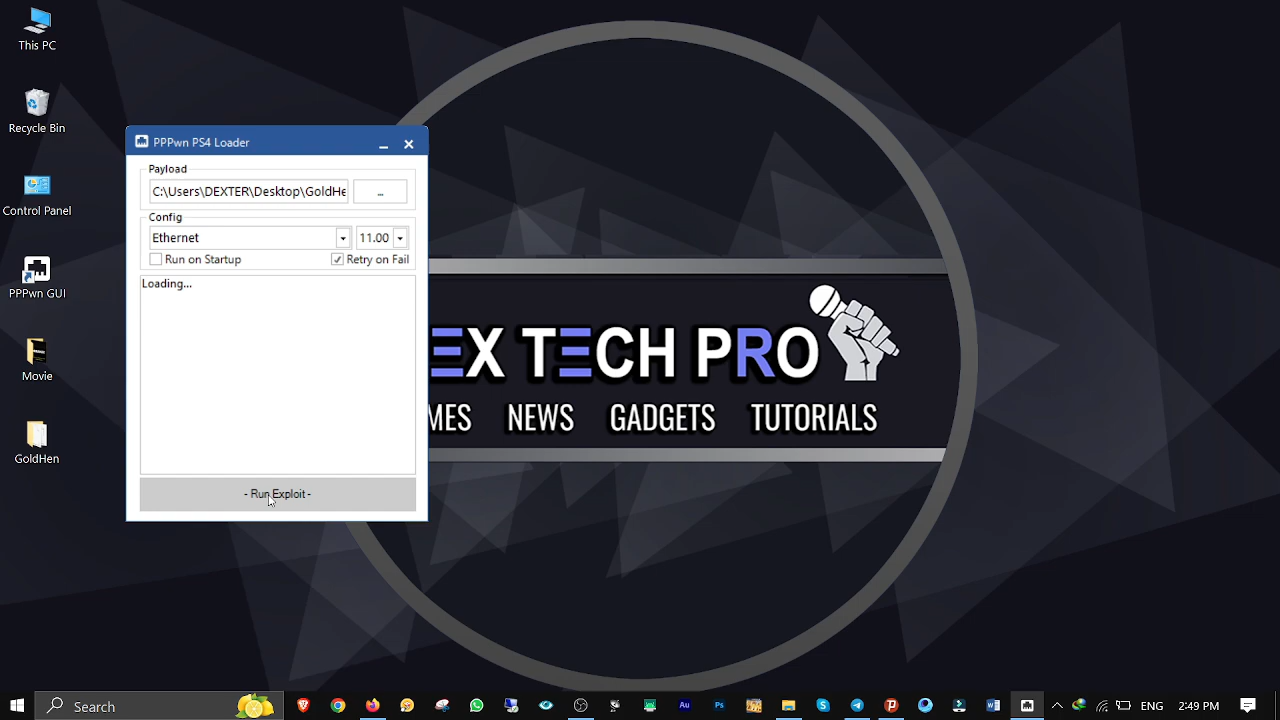 This PC
Recycle Bin
Control Panel
PPPwn GUI
Movie
GoldHen
PPPwn PS4 Loader
Payload
C:\Users\DEXTER\Desktop\GoldHe
...
Config
Ethernet
11.00
Run on Startup
Retry on Fail
Loading...
- Run Exploit -
EX TECH PRO
MES NEWS GADGETS TUTORIALS
Search
Au
Ps
ENG
2:49 PM